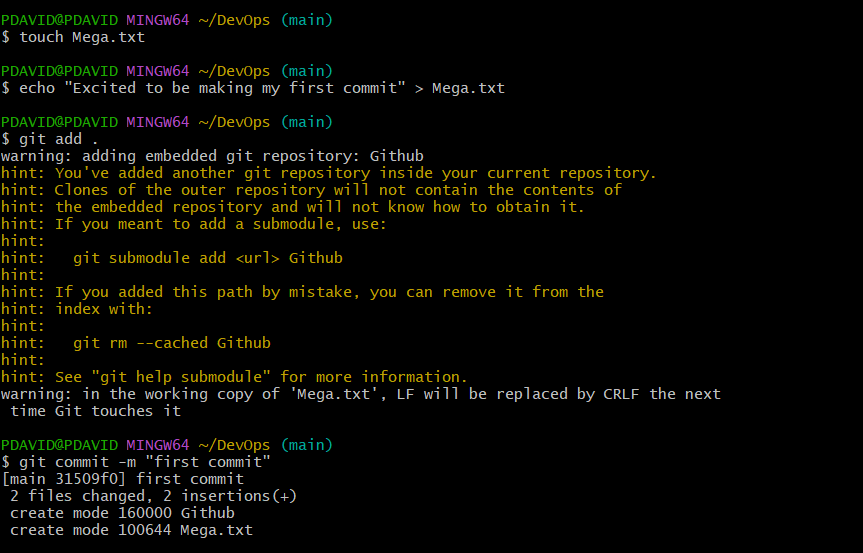 PDAVID@PDAVID MINGW64 ~/DevOps (main)
$ touch Mega.txt

PDAVID@PDAVID MINGW64 ~/DevOps (main)
$ echo "Excited to be making my first commit" > Mega.txt

PDAVID@PDAVID MINGW64 ~/DevOps (main)
$ git add .
warning: adding embedded git repository: Github
hint: You've added another git repository inside your current repository.
hint: Clones of the outer repository will not contain the contents of
hint: the embedded repository and will not know how to obtain it.
hint: If you meant to add a submodule, use:
hint:
hint:   git submodule add <url> Github
hint:
hint: If you added this path by mistake, you can remove it from the
hint: index with:
hint:
hint:   git rm --cached Github
hint:
hint: See "git help submodule" for more information.
warning: in the working copy of 'Mega.txt', LF will be replaced by CRLF the next
 time Git touches it

PDAVID@PDAVID MINGW64 ~/DevOps (main)
$ git commit -m "first commit"
[main 31509f0] first commit
 2 files changed, 2 insertions(+)
 create mode 160000 Github
 create mode 100644 Mega.txt